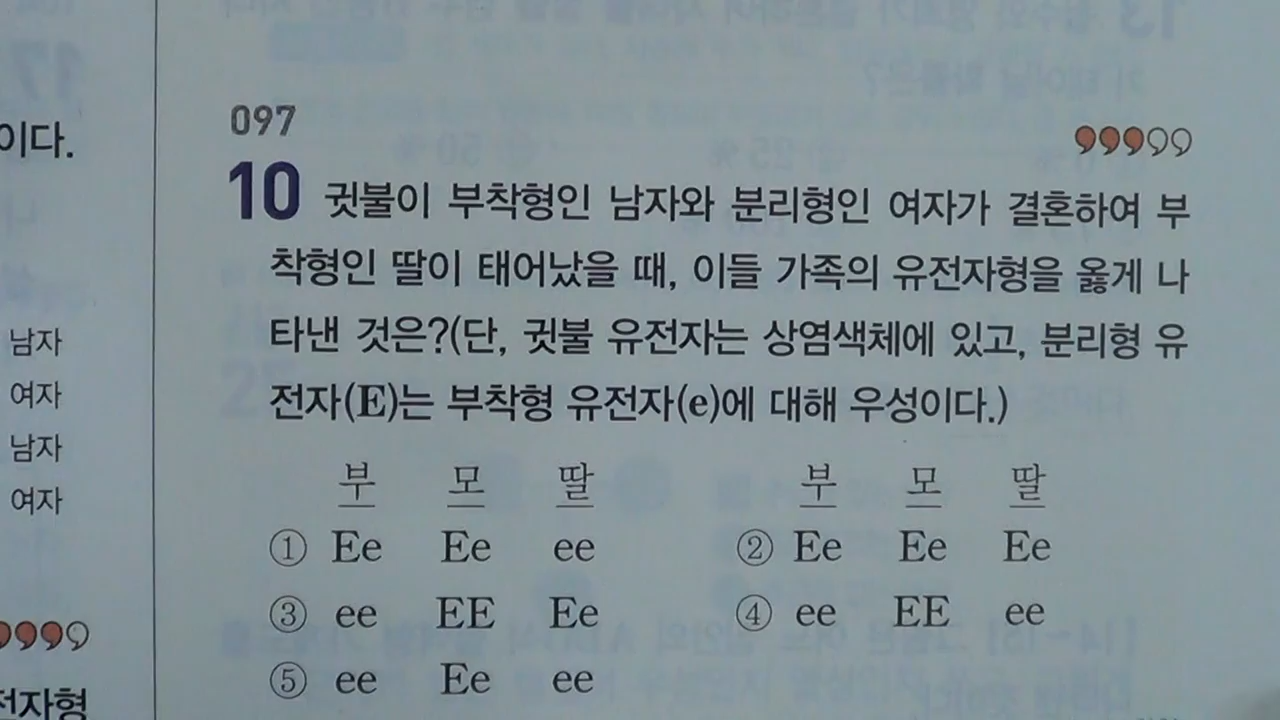 이다.
남자
여자
남자
여자
전자형
097
10 귓불이 부착형인 남자와 분리형인 여자가 결혼하여 부
착형인 딸이 태어났을 때, 이들 가족의 유전자형을 옳게 나
타낸 것은?(단, 귓불 유전자는 상염색체에 있고, 분리형 유
전자(E)는 부착형 유전자(e)에 대해 우성이다.)
부 모 딸 부 모 딸
① Ee Ee ee ② Ee Ee Ee
③ ee EE Ee ④ ee EE ee
⑤ ee Ee ee